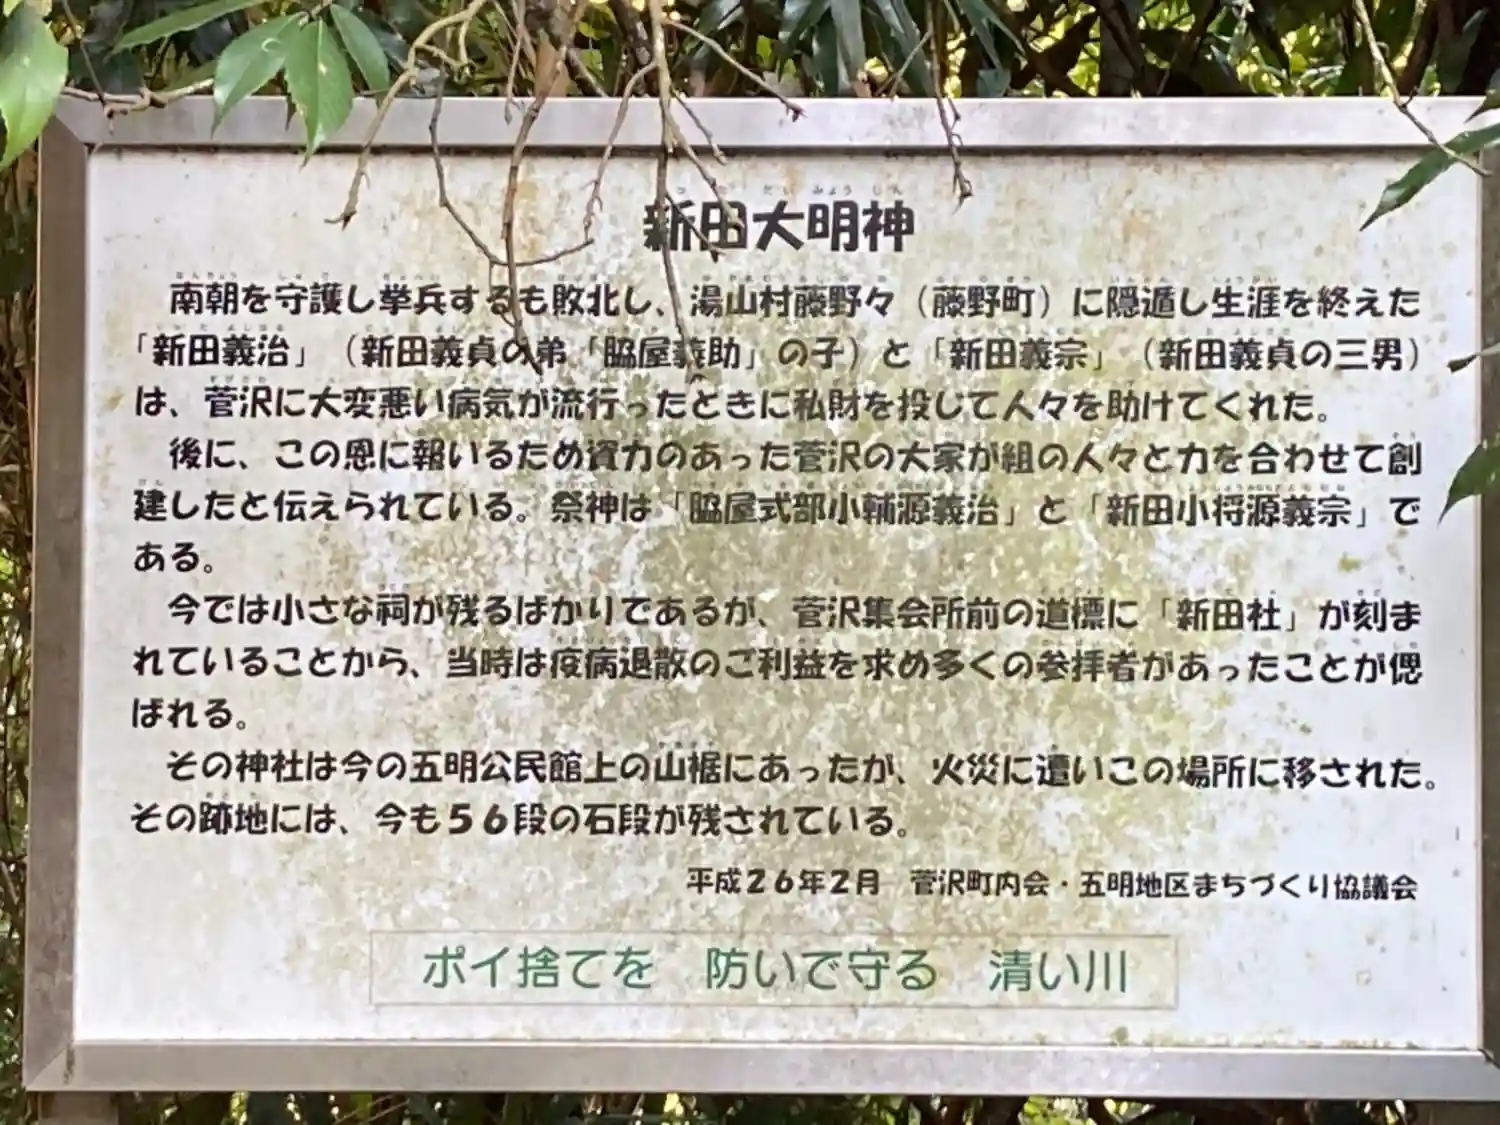 新田大明神
南朝を守護し挙兵するも敗北し、湯山村藤野々（藤野町）に隠遁し生涯を終えた
「新田義治」（新田義貞の弟「脇屋義助」の子）と「新田義宗」（新田義貞の三男）
は、菅沢に大変悪い病気が流行ったときに私財を投じて人々を助けてくれた。
後に、この恩に報いるため資力のあった菅沢の大家が組の人々と力を合わせて創
建したと伝えられている。祭神は「脇屋式部小輔源義治」と「新田小将源義宗」で
ある。
今では小さな祠が残るばかりであるが、菅沢集会所前の道標に「新田社」が刻ま
れていることから、当時は疫病退散のご利益を求め多くの参拝者があったことが偲
ばれる。
その神社は今の五明公民館上の山裾にあったが、火災に遭いこの場所に移された。
その跡地には、今も５６段の石段が残されている。
平成２６年２月　菅沢町内会・五明地区まちづくり協議会
ポイ捨てを　防いで守る　清い川